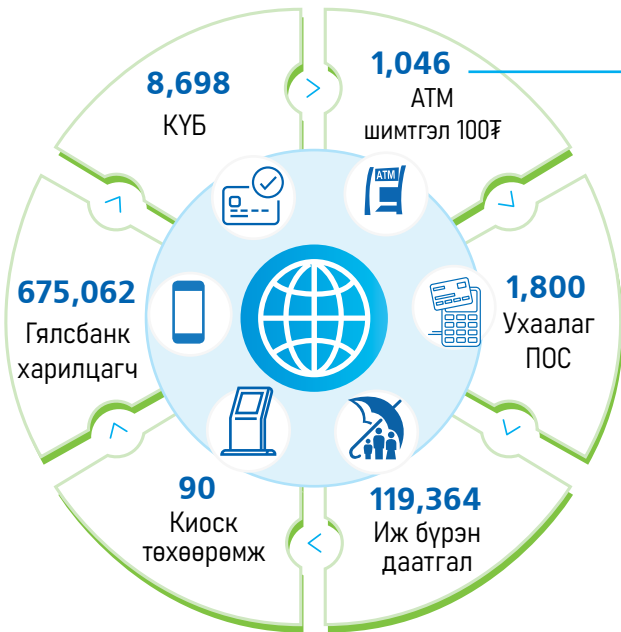 8,698
КҮБ
1,046
АТМ
шимтгэл 100₮
ATM
1,800
Ухаалаг
ПОС
119,364
Иж бүрэн
даатгал
90
Киоск
төхөөрөмж
675,062
Гялсбанк
харилцагч